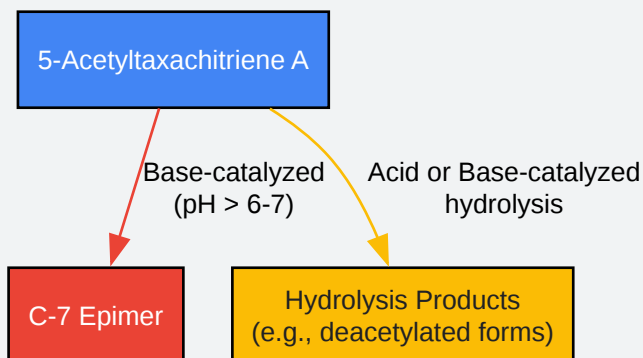 5-Acetyltaxachitriene A
Base-catalyzed
(pH > 6-7)
Acid or Base-catalyzed
hydrolysis
C-7 Epimer
Hydrolysis Products
(e.g., deacetylated forms)